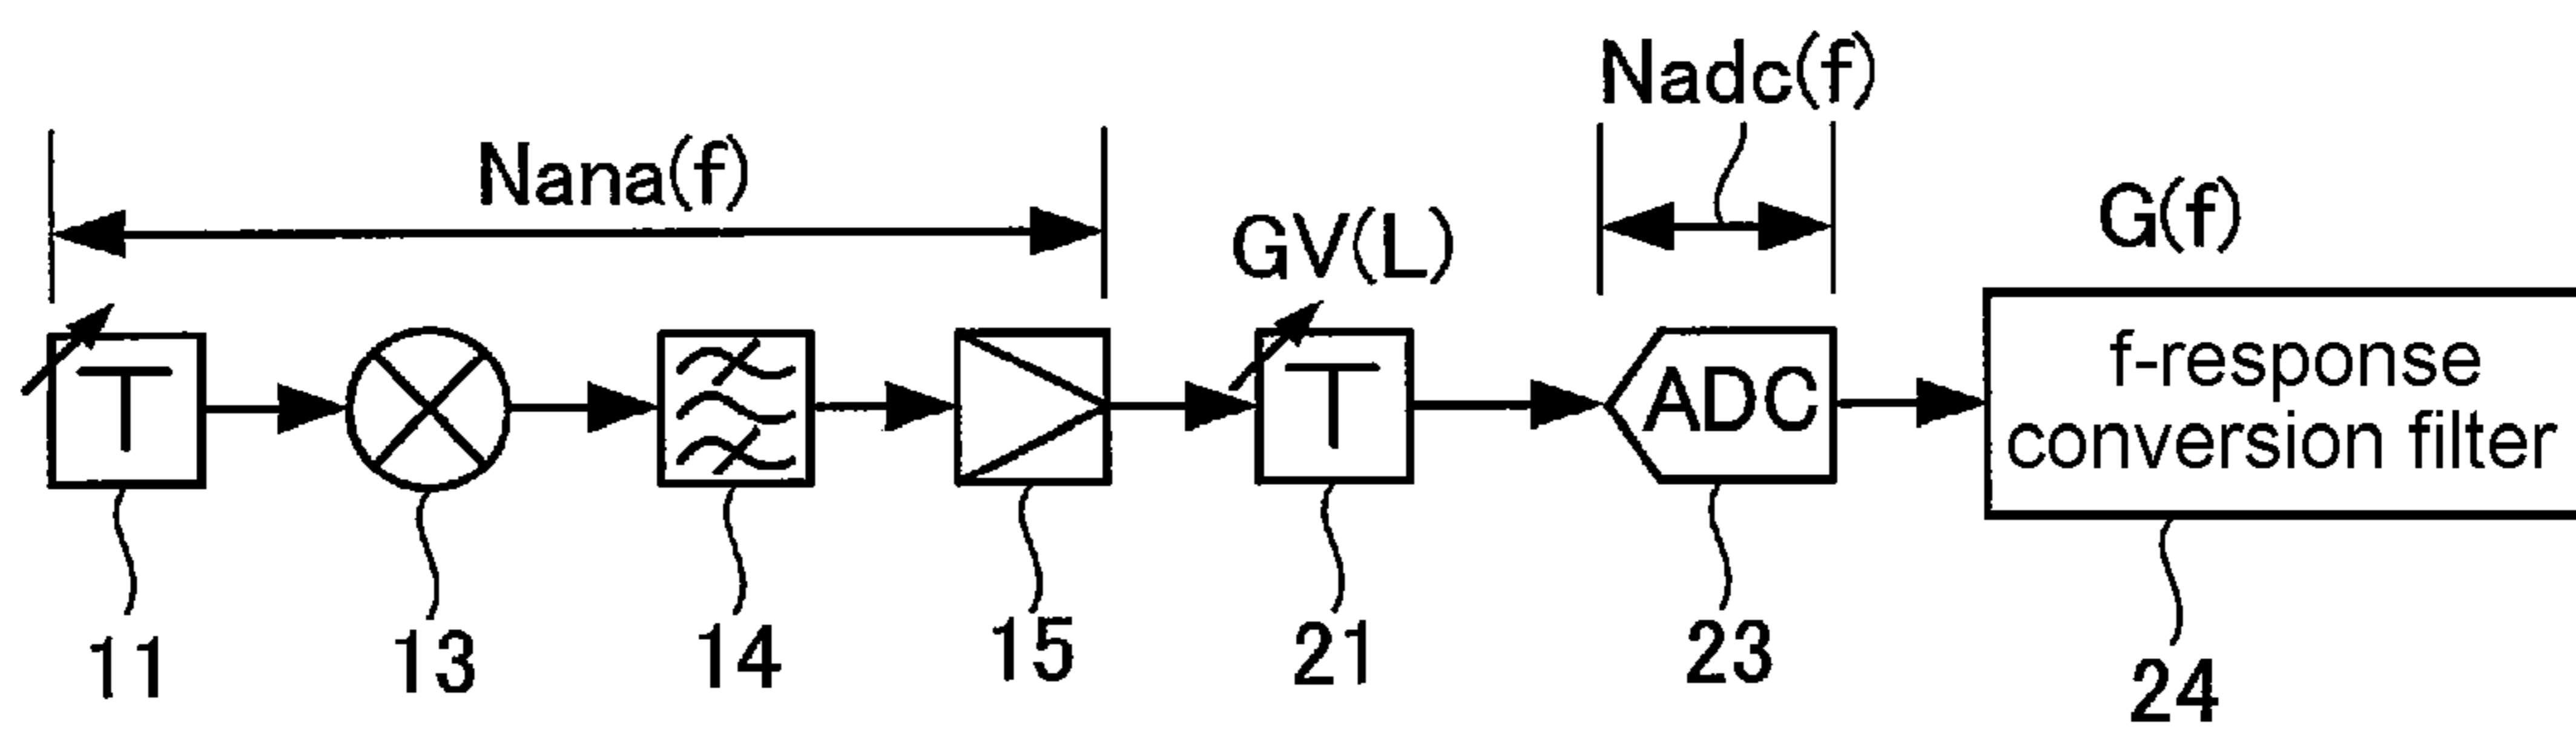 Nadc(f)
Nana(f)
GV(L)
G(f)
T
T
ADC
f-response
conversion filter
11
13
14
15
21
23
24